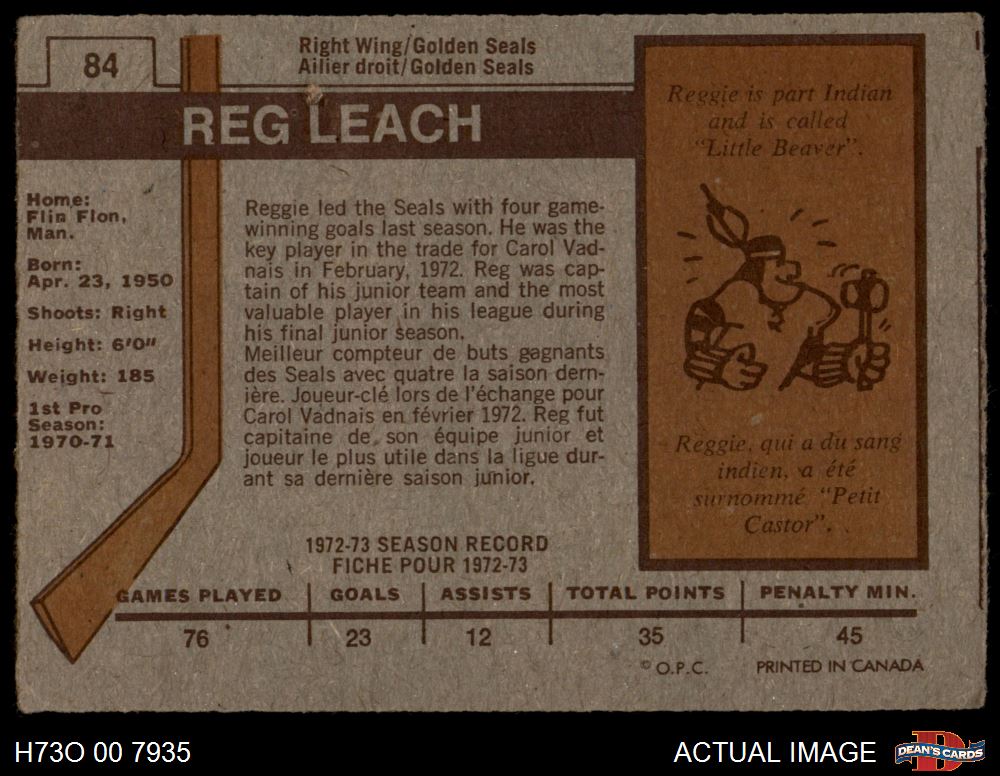 84
Right Wing/Golden Seals
Ailier droit/Golden Seals
REG LEACH
Home:
Flin Flon,
Man.
Born:
Apr. 23, 1950
Shoots: Right
Height: 6'0"
Weight: 185
1st Pro
Season:
1970-71
Reggie led the Seals with four game-
winning goals last season. He was the
key player in the trade for Carol Vad-
nais in February, 1972. Reg was cap-
tain of his junior team and the most
valuable player in his league during
his final junior season.
Meilleur compteur de buts gagnants
des Seals avec quatre la saison dern-
ière. Joueur-clé lors de l'échange pour
Carol Vadnais en février 1972. Reg fut
capitaine de son équipe junior et
joueur le plus utile dans la ligue dur-
ant sa dernière saison junior.
Reggie is part Indian
and is called
"Little Beaver".
Reggie, qui a du sang
indien, a été
surnommé "Petit
Castor".
1972-73 SEASON RECORD
FICHE POUR 1972-73
GAMES PLAYED GOALS ASSISTS TOTAL POINTS PENALTY MIN.
76 23 12 35 45
© O.P.C. PRINTED IN CANADA
H73O 00 7935
ACTUAL IMAGE
DEAN'S CARDS